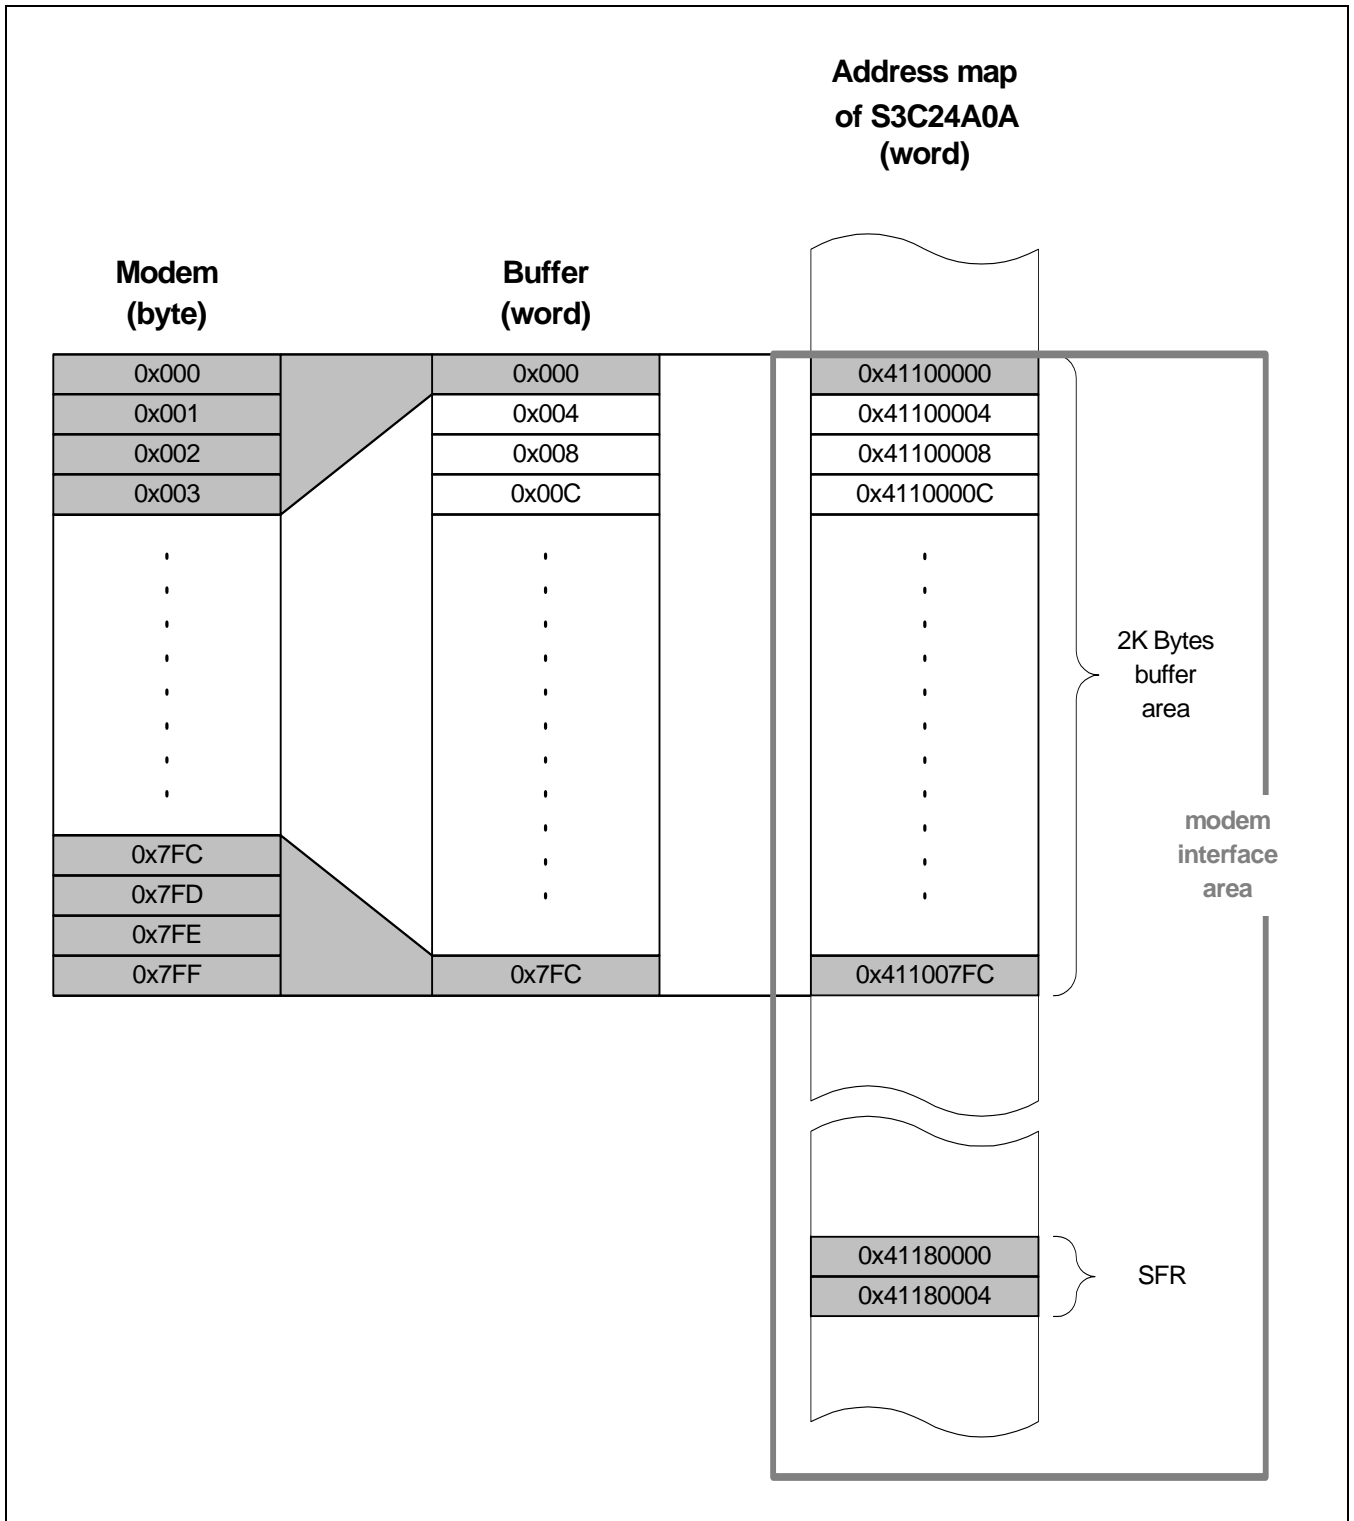 Address map
of S3C24A0A
(word)
Modem
(byte)
Buffer
(word)
0x000
0x001
0x002
0x003
0x7FC
0x7FD
0x7FE
0x7FF
0x000
0x004
0x008
0x00C
0x7FC
0x41100000
0x41100004
0x41100008
0x4110000C
0x411007FC
2K Bytes
buffer
area
modem
interface
area
0x41180000
0x41180004
SFR